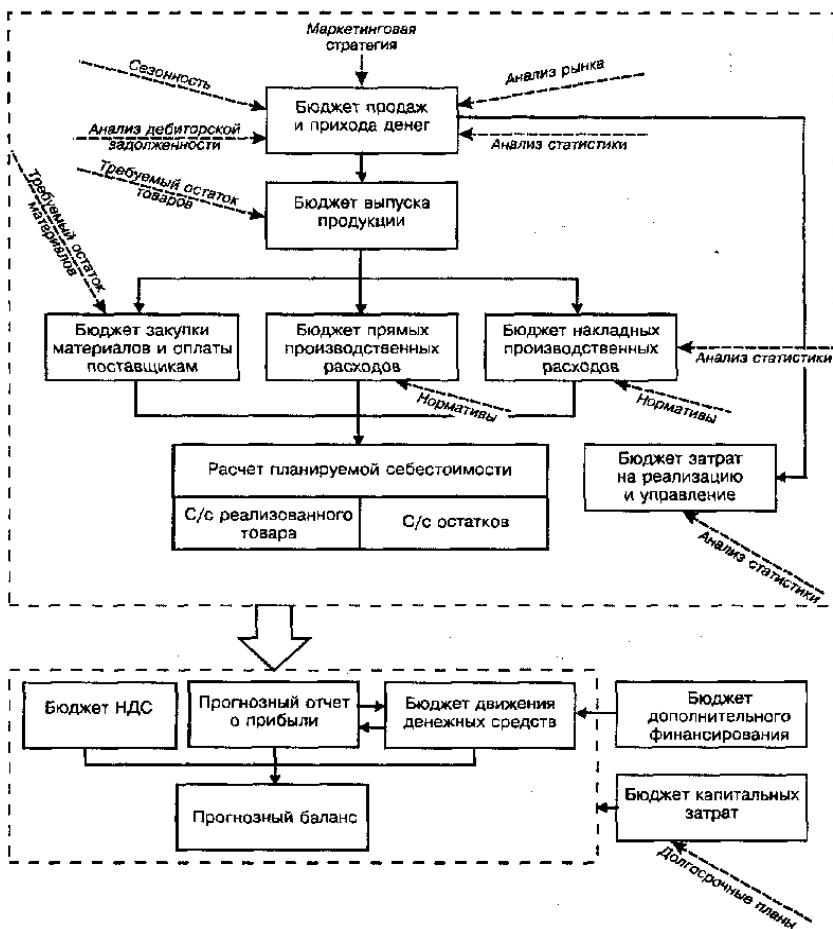 Маркетинговая
стратегия
Сезонность
Анализ рынка
Бюджет продаж
и прихода денег
Анализ дебиторской
задолженности
Анализ статистики
Требуемый остаток
товаров
Требуемый остаток
материалов
Бюджет выпуска
продукции
Бюджет закупки
материалов и оплаты
поставщикам
Бюджет прямых
производственных
расходов
Бюджет накладных
производственных
расходов
Анализ статистики
Нормативы
Нормативы
Расчет планируемой себестоимости
С/с реализованного
товара
С/с остатков
Бюджет затрат
на реализацию
и управление
Анализ статистики
Бюджет НДС
Прогнозный отчет
о прибыли
Бюджет движения
денежных средств
Бюджет
дополнительного
финансирования
Прогнозный баланс
Бюджет капитальных
затрат
Долгосрочные планы